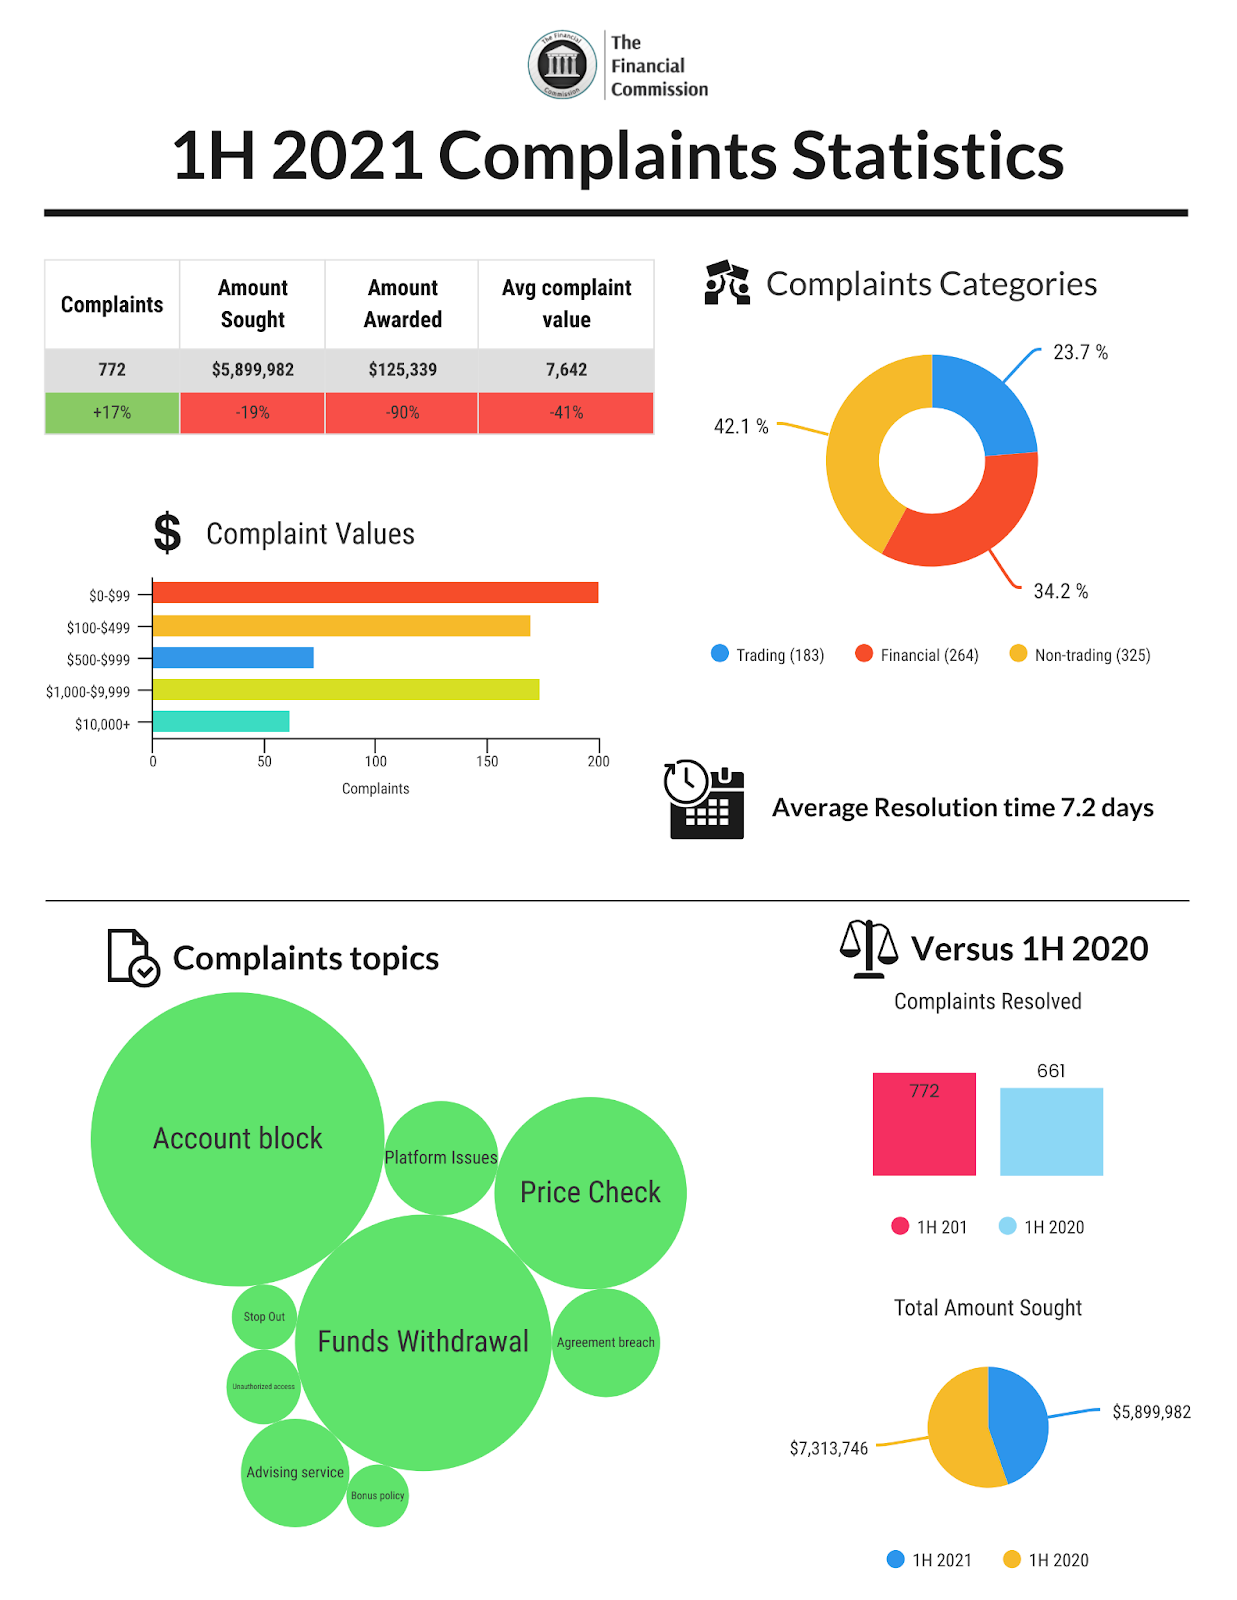 The
Financial
Commission
The Financial
Commission
1H 2021 Complaints Statistics
Complaints
Amount
Sought
Amount
Awarded
Avg complaint
value
772
$5,899,982
$125,339
7,642
+17%
-19%
-90%
-41%
Complaints Categories
23.7 %
42.1 %
34.2 %
Trading (183)
Financial (264)
Non-trading (325)
$
Complaint Values
$0-$99
$100-$499
$500-$999
$1,000-$9,999
$10,000+
0
50
100
150
200
Complaints
Average Resolution time 7.2 days
Complaints topics
Account block
Platform Issues
Price Check
Stop Out
Funds Withdrawal
Agreement breach
Unauthorized access
Advising service
Bonus policy
Versus 1H 2020
Complaints Resolved
772
661
1H 201
1H 2020
Total Amount Sought
$5,899,982
$7,313,746
1H 2021
1H 2020